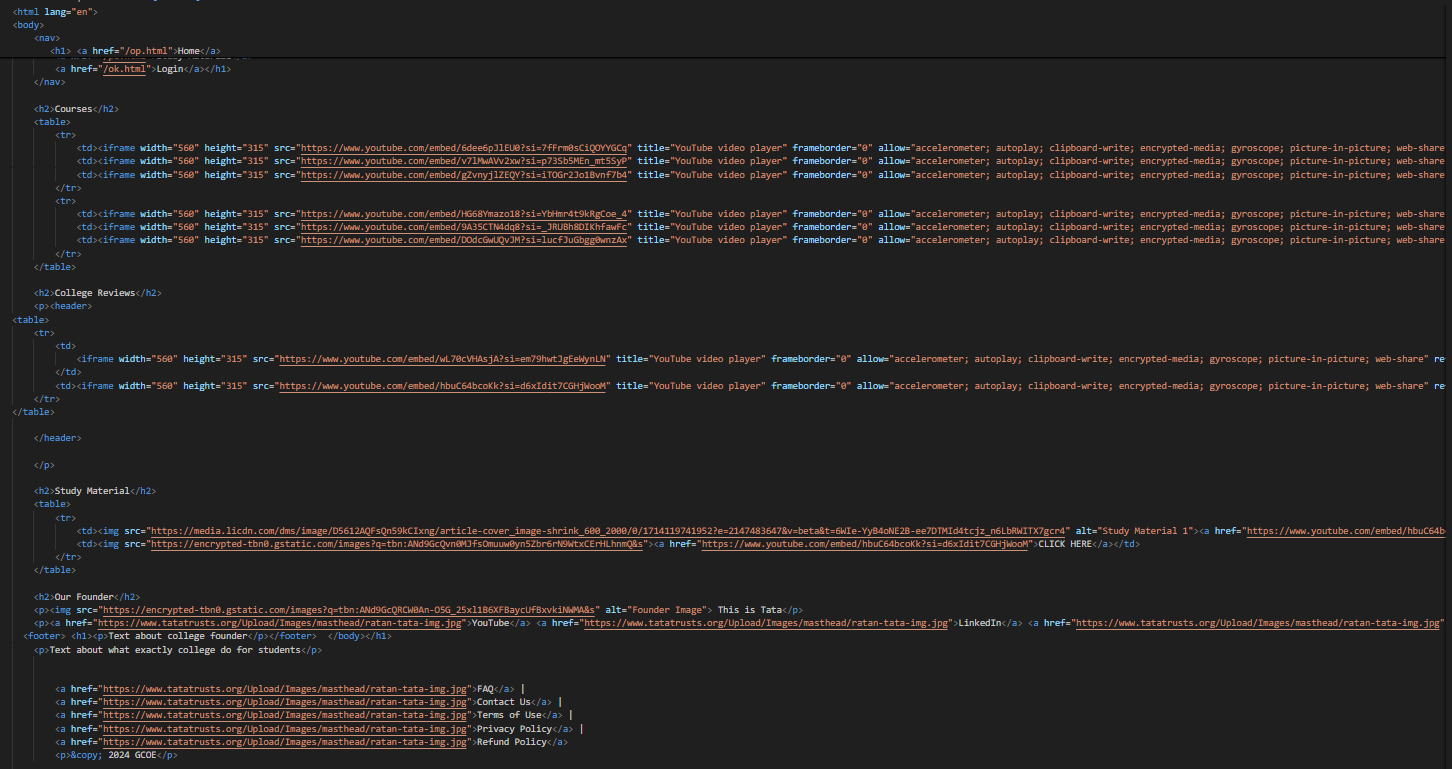 <html lang="en">
<body>
<nav>
<h1> <a href="/op.html">Home</a>
<a href="/ok.html">Login</a></h1>
</nav>
<h2>Courses</h2>
<table>
<tr>
<td><iframe width="560" height="315" src="https://www.youtube.com/embed/6dee6pJlEU0?si=7fFrm0sCiQOYYGCq" title="YouTube video player" frameborder="0" allow="accelerometer; autoplay; clipboard-write; encrypted-media; gyroscope; picture-in-picture; web-share
<td><iframe width="560" height="315" src="https://www.youtube.com/embed/v7lMwAVv2xw?si=p73Sb5MEn_mt5SyP" title="YouTube video player" frameborder="0" allow="accelerometer; autoplay; clipboard-write; encrypted-media; gyroscope; picture-in-picture; web-share
<td><iframe width="560" height="315" src="https://www.youtube.com/embed/gZvnyjlZEQY?si=iTOGr2Jo1Bvnf7b4" title="YouTube video player" frameborder="0" allow="accelerometer; autoplay; clipboard-write; encrypted-media; gyroscope; picture-in-picture; web-share
</tr>
<tr>
<td><iframe width="560" height="315" src="https://www.youtube.com/embed/HG68Ymazo18?si=YbHmr4t9kRgCoe_4" title="YouTube video player" frameborder="0" allow="accelerometer; autoplay; clipboard-write; encrypted-media; gyroscope; picture-in-picture; web-share
<td><iframe width="560" height="315" src="https://www.youtube.com/embed/9A35CTN4dq8?si=_JRUBh8DIKhfawFc" title="YouTube video player" frameborder="0" allow="accelerometer; autoplay; clipboard-write; encrypted-media; gyroscope; picture-in-picture; web-share
<td><iframe width="560" height="315" src="https://www.youtube.com/embed/DOdcGwUQvJM?si=lucfJuGbgg0wnzAx" title="YouTube video player" frameborder="0" allow="accelerometer; autoplay; clipboard-write; encrypted-media; gyroscope; picture-in-picture; web-share
</tr>
</table>
<h2>College Reviews</h2>
<p><header>
<table>
<tr>
<td>
<iframe width="560" height="315" src="https://www.youtube.com/embed/wL70cVHAsjA?si=em79hwtJgEeWynLN" title="YouTube video player" frameborder="0" allow="accelerometer; autoplay; clipboard-write; encrypted-media; gyroscope; picture-in-picture; web-share" re
</td>
<td><iframe width="560" height="315" src="https://www.youtube.com/embed/hbuC64bcoKk?si=d6xIdit7CGHjWooM" title="YouTube video player" frameborder="0" allow="accelerometer; autoplay; clipboard-write; encrypted-media; gyroscope; picture-in-picture; web-share" re
</tr>
</table>
</header>
</p>
<h2>Study Material</h2>
<table>
<tr>
<td><img src="https://media.licdn.com/dms/image/D5612AQFsQn59kCIxng/article-cover_image-shrink_600_2000/0/1714119741952?e=2147483647&v=beta&t=6WIe-YyB4oNE2B-ee7DTMId4tcjz_n6LbRWITX7gcr4" alt="Study Material 1"><a href="https://www.youtube.com/embed/hbuC64b
<td><img src="https://encrypted-tbn0.gstatic.com/images?q=tbn:ANd9GcQvn0MJfsOmuuw0yn5Zbr6rN9WtxCErHLhnmQ&s"><a href="https://www.youtube.com/embed/hbuC64bcoKk?si=d6xIdit7CGHjWooM">CLICK HERE</a></td>
</tr>
</table>
<h2>Our Founder</h2>
<p><img src="https://encrypted-tbn0.gstatic.com/images?q=tbn:ANd9GcQRCW0An-O5G_25xl1B6XFBaycUfBxvkiNWMA&s" alt="Founder Image"> This is Tata</p>
<p><a href="https://www.tatatrusts.org/Upload/Images/masthead/ratan-tata-img.jpg">YouTube</a> <a href="https://www.tatatrusts.org/Upload/Images/masthead/ratan-tata-img.jpg">LinkedIn</a> <a href="https://www.tatatrusts.org/Upload/Images/masthead/ratan-tata-img.jpg"
<footer> <h1><p>Text about college founder</p></footer> </body></h1>
<p>Text about what exactly college do for students</p>
<a href="https://www.tatatrusts.org/Upload/Images/masthead/ratan-tata-img.jpg">FAQ</a> |
<a href="https://www.tatatrusts.org/Upload/Images/masthead/ratan-tata-img.jpg">Contact Us</a> |
<a href="https://www.tatatrusts.org/Upload/Images/masthead/ratan-tata-img.jpg">Terms of Use</a> |
<a href="https://www.tatatrusts.org/Upload/Images/masthead/ratan-tata-img.jpg">Privacy Policy</a> |
<a href="https://www.tatatrusts.org/Upload/Images/masthead/ratan-tata-img.jpg">Refund Policy</a>
<p>&copy; 2024 GCOE</p>